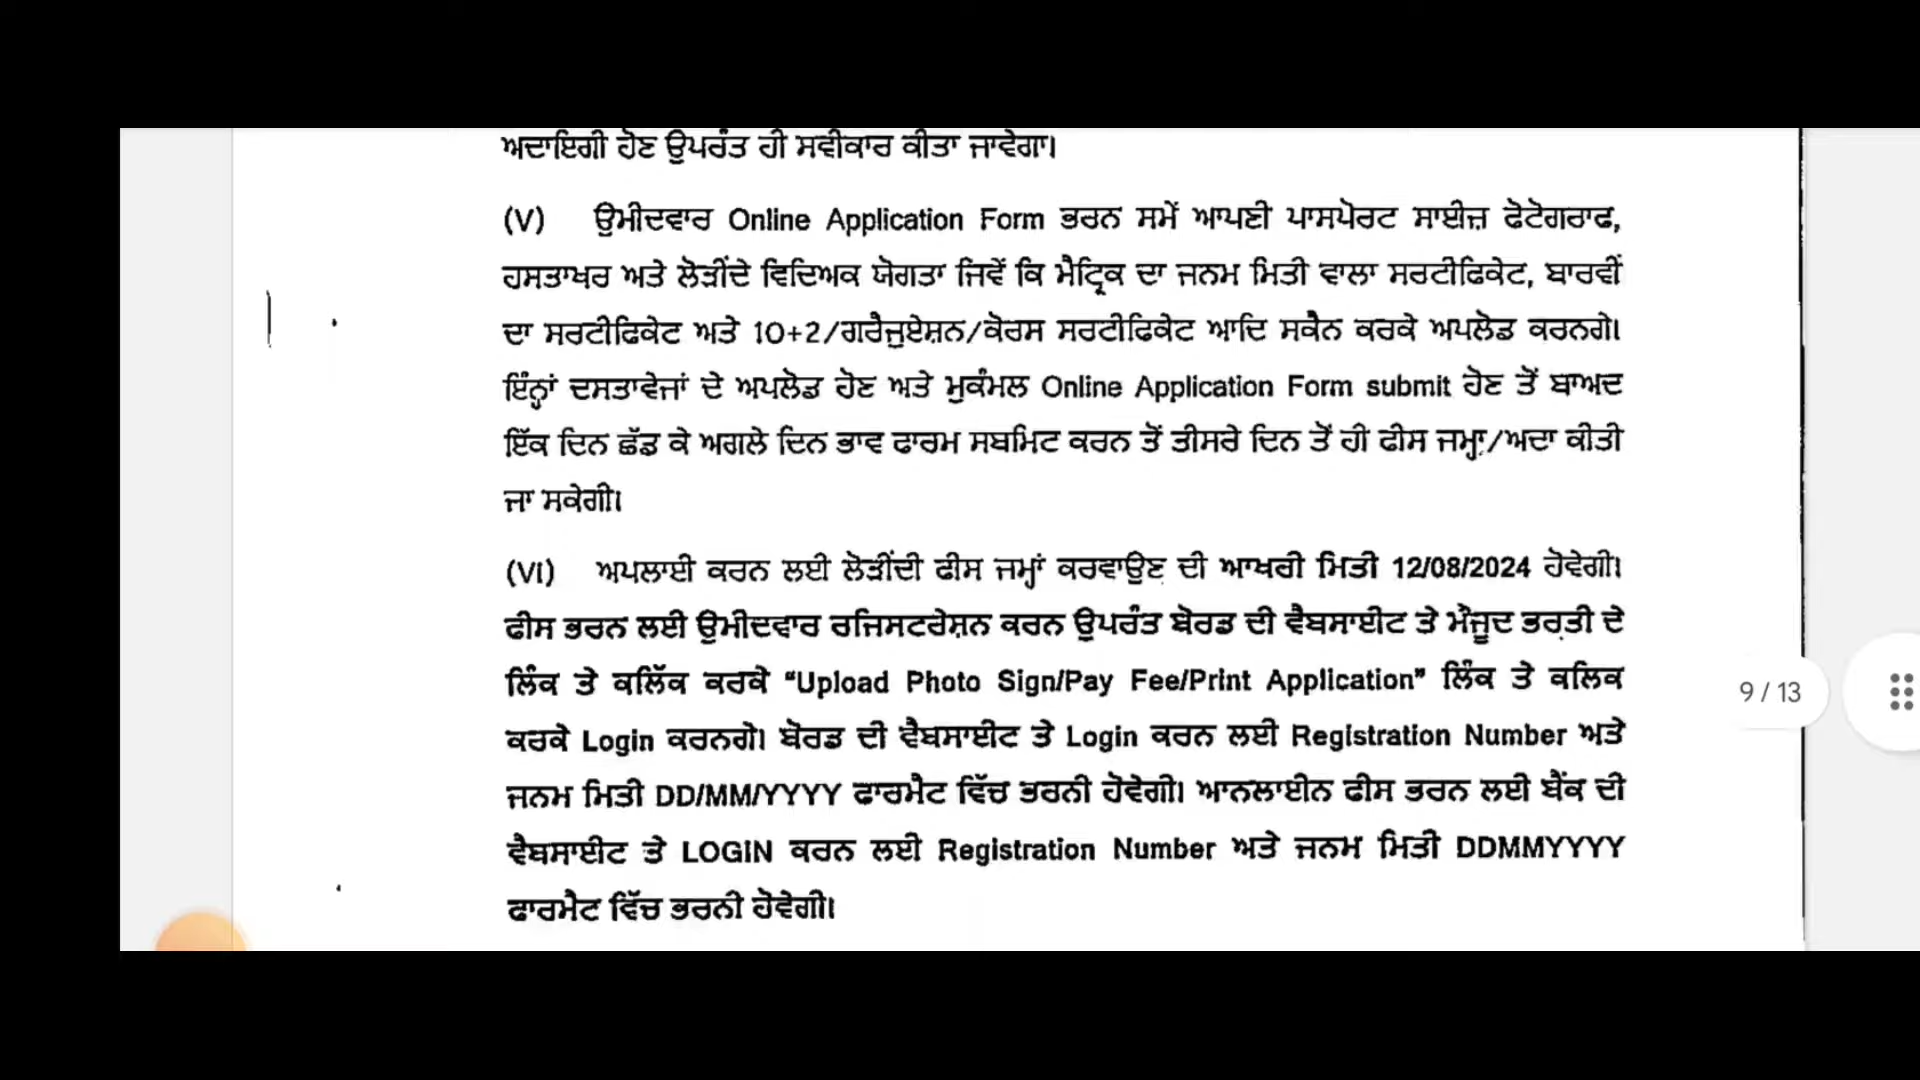 ਅਦਾਇਗੀ ਹੋਣ ਉਪਰੰਤ ਹੀ ਸਵੀਕਾਰ ਕੀਤਾ ਜਾਵੇਗਾ।
(V) ਉਮੀਦਵਾਰ Online Application Form ਭਰਨ ਸਮੇਂ ਆਪਣੀ ਪਾਸਪੋਰਟ ਸਾਈਜ਼ ਫੋਟੋਗਰਾਫ,
ਹਸਤਾਖਰ ਅਤੇ ਲੋੜੀਂਦੇ ਵਿਦਿਅਕ ਯੋਗਤਾ ਜਿਵੇਂ ਕਿ ਮੈਟ੍ਰਿਕ ਦਾ ਜਨਮ ਮਿਤੀ ਵਾਲਾ ਸਰਟੀਫਿਕੇਟ, ਬਾਰਵੀਂ
ਦਾ ਸਰਟੀਫਿਕੇਟ ਅਤੇ 10+2/ਗਰੈਜੁਏਸ਼ਨ/ਕੋਰਸ ਸਰਟੀਫਿਕੇਟ ਆਦਿ ਸਕੈਨ ਕਰਕੇ ਅਪਲੋਡ ਕਰਨਗੇ।
ਇੰਨ੍ਹਾਂ ਦਸਤਾਵੇਜਾਂ ਦੇ ਅਪਲੋਡ ਹੋਣ ਅਤੇ ਮੁਕੰਮਲ Online Application Form submit ਹੋਣ ਤੋਂ ਬਾਅਦ
ਇੱਕ ਦਿਨ ਛੱਡ ਕੇ ਅਗਲੇ ਦਿਨ ਭਾਵ ਫਾਰਮ ਸਬਮਿਟ ਕਰਨ ਤੋਂ ਤੀਸਰੇ ਦਿਨ ਤੋਂ ਹੀ ਫੀਸ ਜਮ੍ਹਾ/ਅਦਾ ਕੀਤੀ
ਜਾ ਸਕੇਗੀ।
(VI) ਅਪਲਾਈ ਕਰਨ ਲਈ ਲੋੜੀਂਦੀ ਫੀਸ ਜਮ੍ਹਾਂ ਕਰਵਾਉਣ ਦੀ ਆਖਰੀ ਮਿਤੀ 12/08/2024 ਹੋਵੇਗੀ।
ਫੀਸ ਭਰਨ ਲਈ ਉਮੀਦਵਾਰ ਰਜਿਸਟਰੇਸ਼ਨ ਕਰਨ ਉਪਰੰਤ ਬੋਰਡ ਦੀ ਵੈਬਸਾਈਟ ਤੇ ਮੌਜੂਦ ਭਰਤੀ ਦੇ
ਲਿੰਕ ਤੇ ਕਲਿੱਕ ਕਰਕੇ “Upload Photo Sign/Pay Fee/Print Application” ਲਿੰਕ ਤੇ ਕਲਿਕ
ਕਰਕੇ Login ਕਰਨਗੇ। ਬੋਰਡ ਦੀ ਵੈਬਸਾਈਟ ਤੇ Login ਕਰਨ ਲਈ Registration Number ਅਤੇ
ਜਨਮ ਮਿਤੀ DD/MM/YYYY ਫਾਰਮੈਟ ਵਿੱਚ ਭਰਨੀ ਹੋਵੇਗੀ। ਆਨਲਾਈਨ ਫੀਸ ਭਰਨ ਲਈ ਬੈਂਕ ਦੀ
ਵੈਬਸਾਈਟ ਤੇ LOGIN ਕਰਨ ਲਈ Registration Number ਅਤੇ ਜਨਮ ਮਿਤੀ DDMMYYYY
ਫਾਰਮੈਟ ਵਿੱਚ ਭਰਨੀ ਹੋਵੇਗੀ।
9 / 13